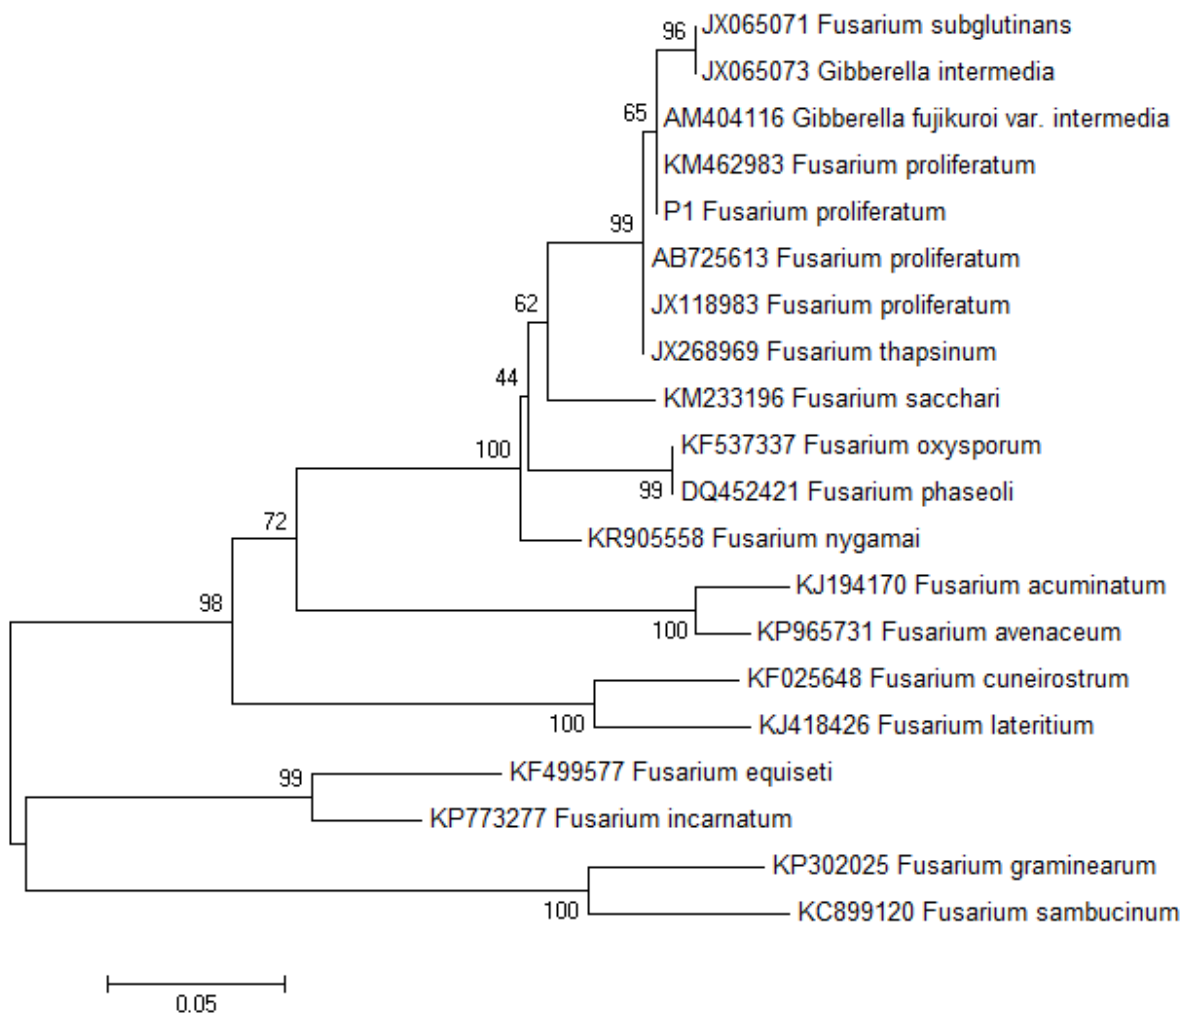 96
JX065071 Fusarium subglutinans
JX065073 Gibberella intermedia
65
AM404116 Gibberella fujikuroi var. intermedia
KM462983 Fusarium proliferatum
P1 Fusarium proliferatum
99
AB725613 Fusarium proliferatum
62
JX118983 Fusarium proliferatum
JX268969 Fusarium thapsinum
44
KM233196 Fusarium sacchari
100
KF537337 Fusarium oxysporum
99
DQ452421 Fusarium phaseoli
72
KR905558 Fusarium nygamai
98
KJ194170 Fusarium acuminatum
100
KP965731 Fusarium avenaceum
KF025648 Fusarium cuneirostrum
100
KJ418426 Fusarium lateritium
99
KF499577 Fusarium equiseti
KP773277 Fusarium incarnatum
KP302025 Fusarium graminearum
100
KC899120 Fusarium sambucinum
0.05